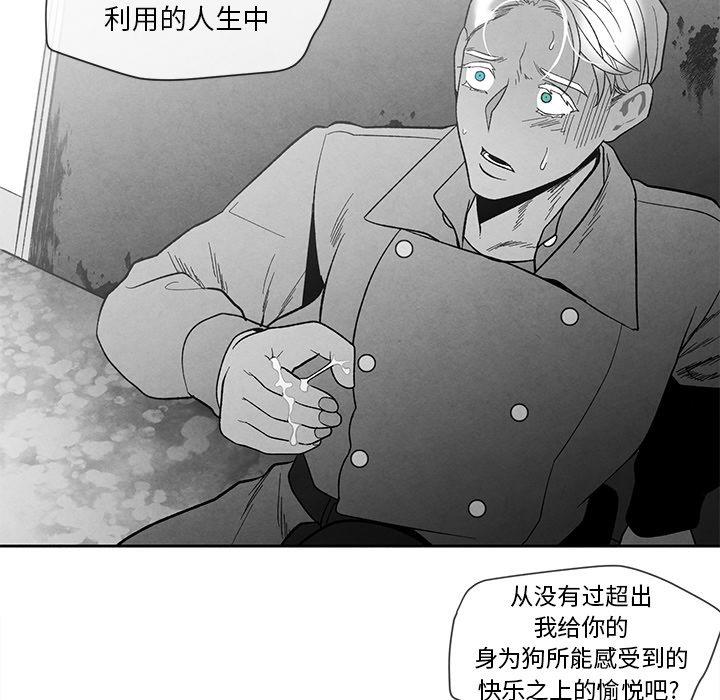 利用的人生中
从没有过超出
我给你的
身为狗所能感受到的
快乐之上的愉悦吧?